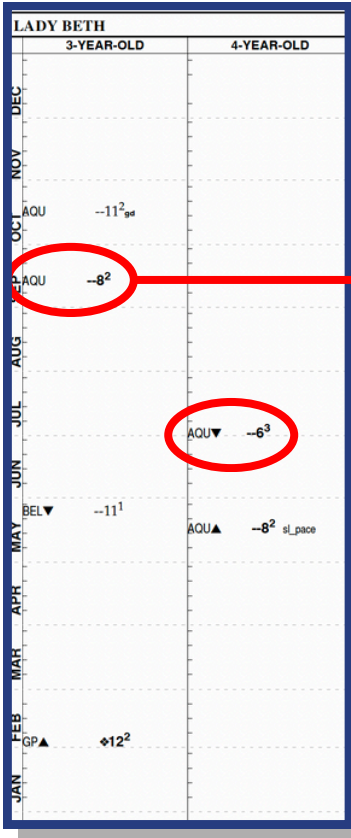 LADY BETH
3-YEAR-OLD 4-YEAR-OLD
DEC
NOV
OCT
AQU --11²gd
SEP
AQU --8²
AUG
JUL
AQU▼ --6³
JUN
BEL▼ --11¹
MAY
AQU▲ --8² sl_pace
APR
MAR
FEB
GP▲ ❖12²
JAN